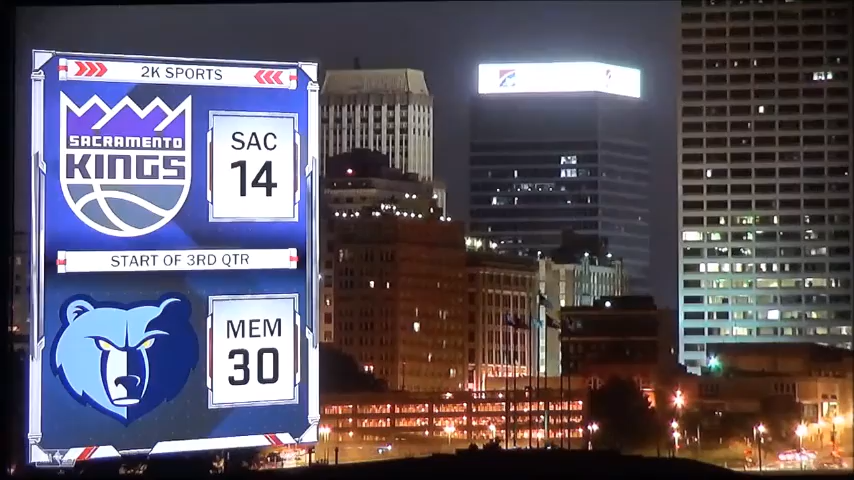 2K SPORTS
SACRAMENTO
KINGS
SAC
14
START OF 3RD QTR
MEM
30